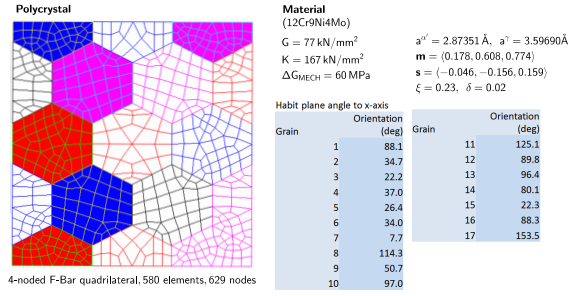 Polycrystal
4-noded F-Bar quadrilateral, 580 elements, 629 nodes
Material
(12Cr9Ni4Mo)
G = 77 kN/mm²
K = 167 kN/mm²
ΔG_MECH = 60 MPa
a^α′ = 2.87351 Å, a^γ = 3.59690 Å
m = ⟨0.178, 0.608, 0.774⟩
s = ⟨−0.046, −0.156, 0.159⟩
ξ = 0.23, δ = 0.02
Habit plane angle to x-axis
Grain Orientation (deg)
1 88.1
2 34.7
3 22.2
4 37.0
5 26.4
6 34.0
7 7.7
8 114.3
9 50.7
10 97.0
Grain Orientation (deg)
11 125.1
12 89.8
13 96.4
14 80.1
15 22.3
16 88.3
17 153.5